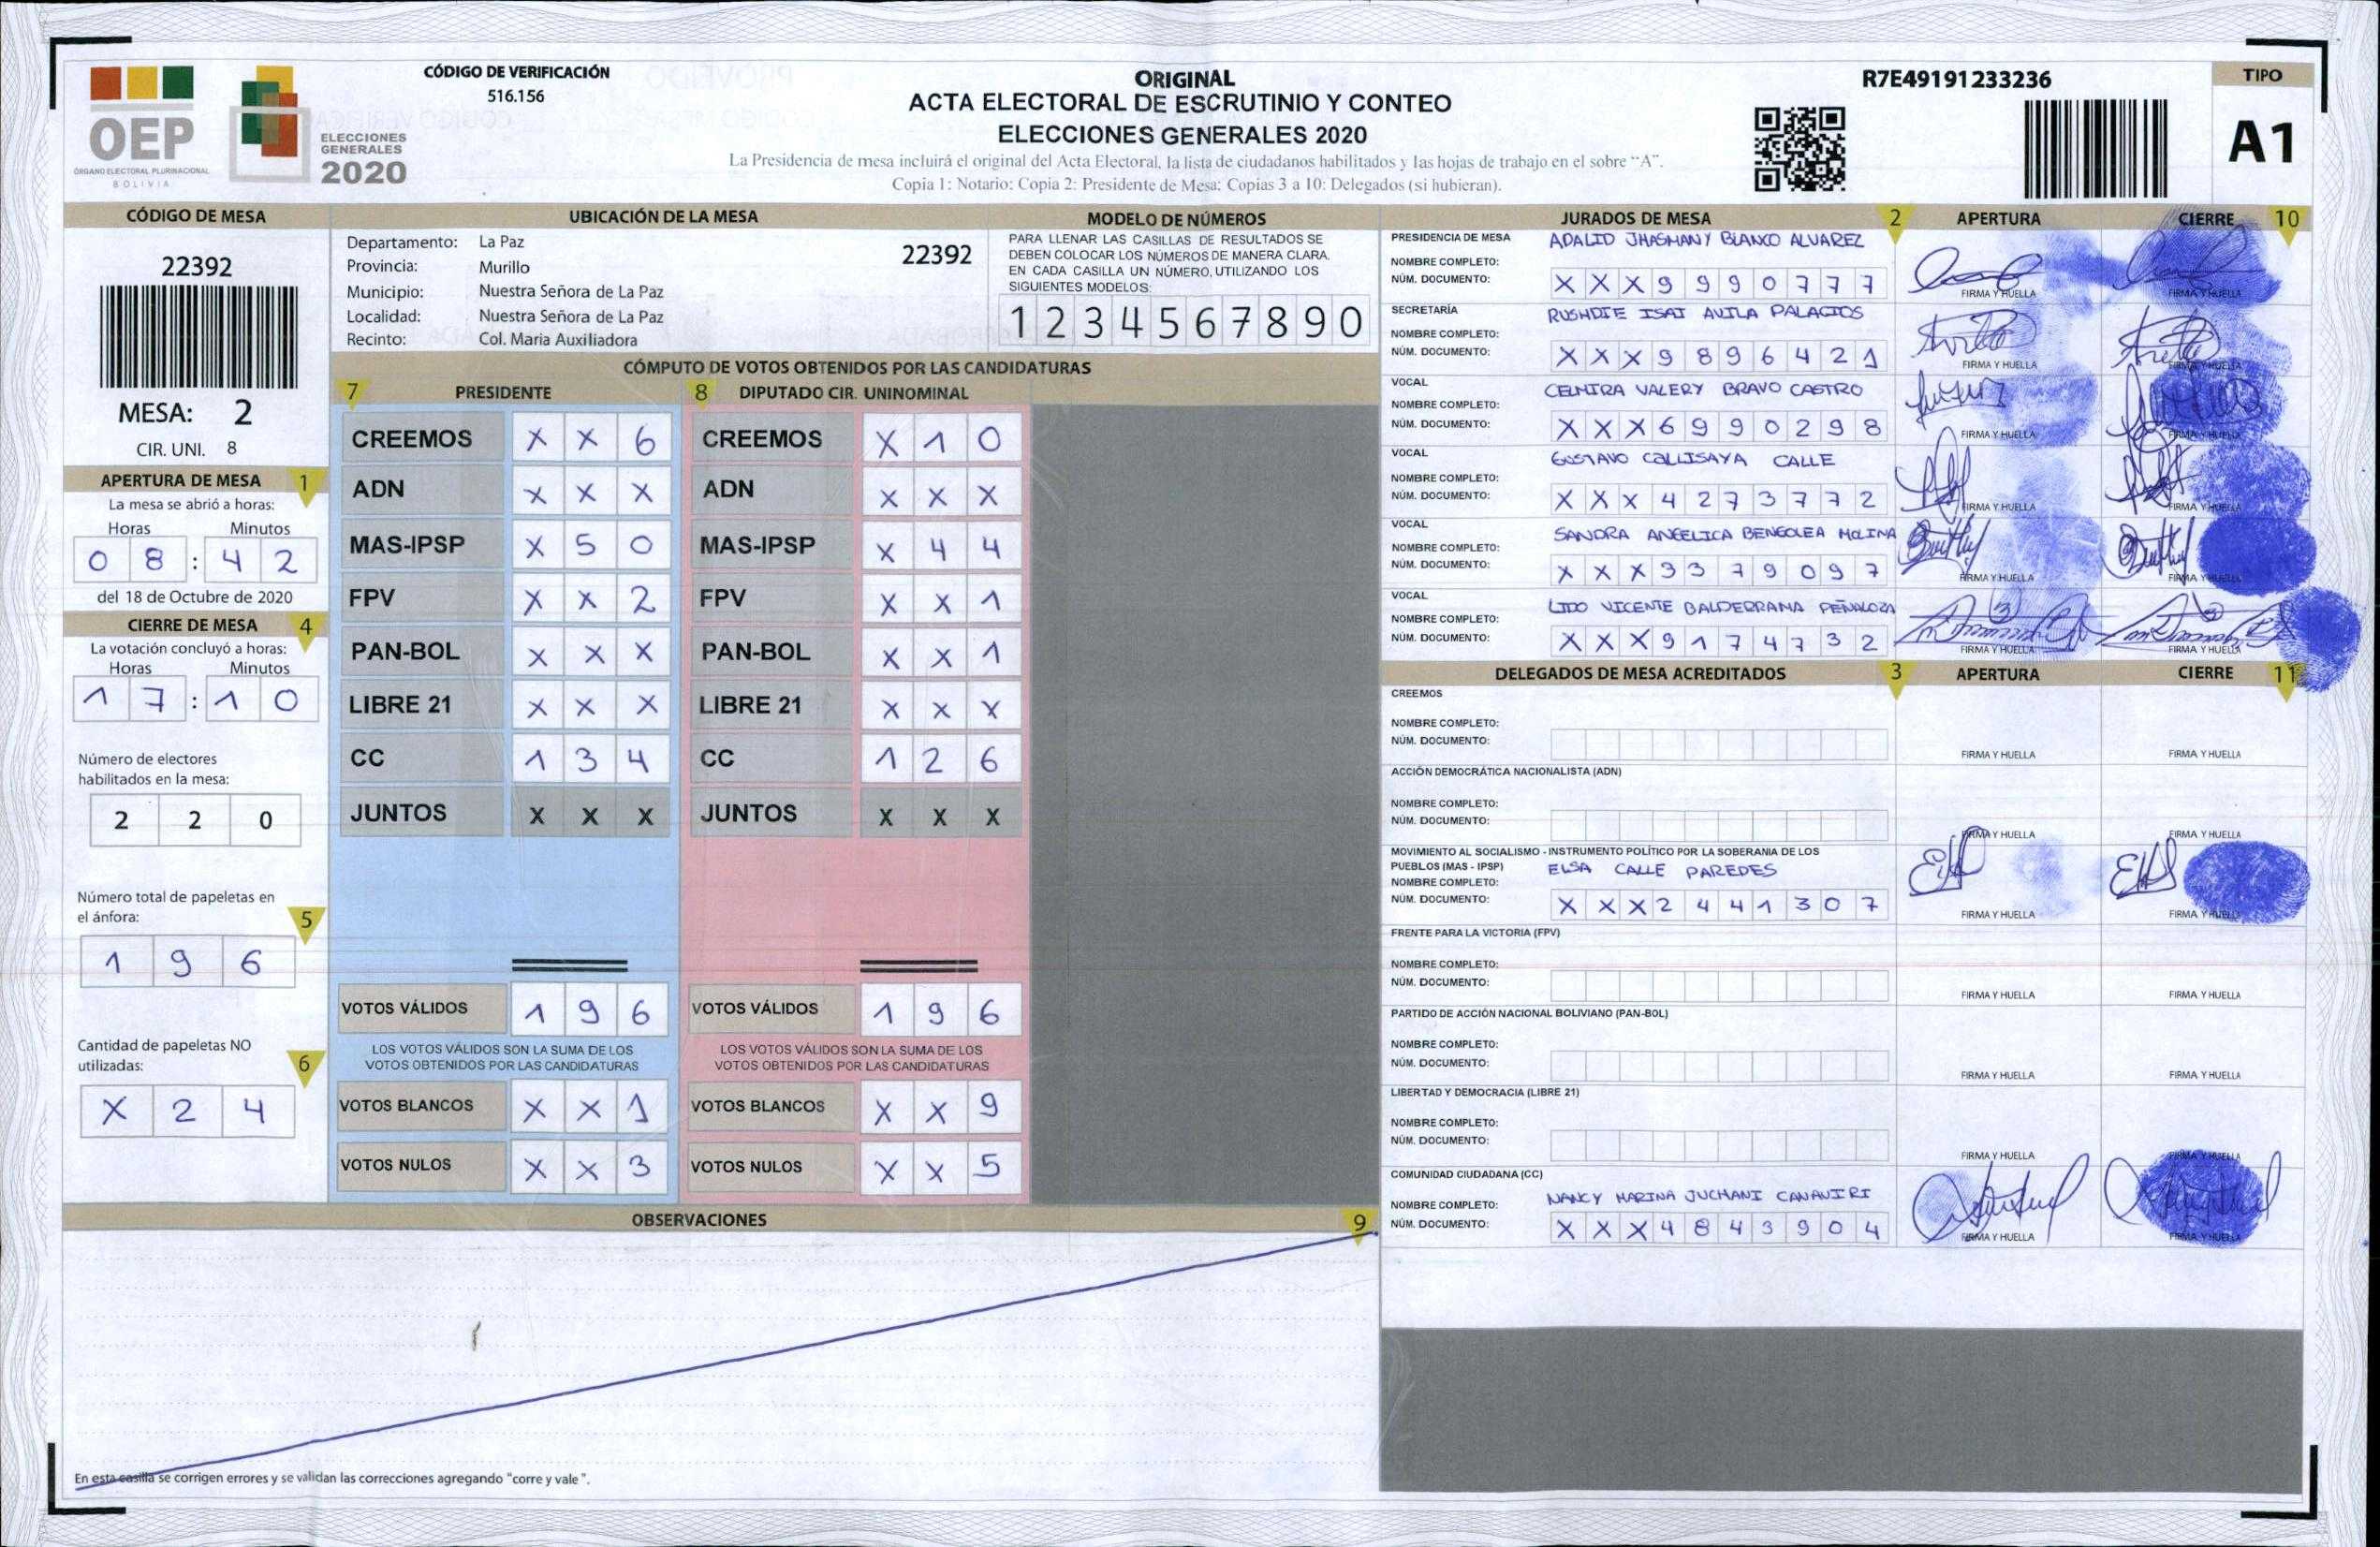 CÓDIGO DE VERIFICACIÓN
516.156
OEP
ÓRGANO ELECTORAL PLURINACIONAL
BOLIVIA
ELECCIONES
GENERALES
2020
ORIGINAL
ACTA ELECTORAL DE ESCRUTINIO Y CONTEO
ELECCIONES GENERALES 2020
La Presidencia de mesa incluirá el original del Acta Electoral, la lista de ciudadanos habilitados y las hojas de trabajo en el sobre "A".
Copia 1: Notario: Copia 2: Presidente de Mesa: Copias 3 a 10: Delegados (si hubieran).
R7E49191233236
TIPO
A1
CÓDIGO DE MESA
22392
MESA: 2
CIR. UNI. 8
UBICACIÓN DE LA MESA
Departamento: La Paz
Provincia: Murillo
Municipio: Nuestra Señora de La Paz
Localidad: Nuestra Señora de La Paz
Recinto: Col. Maria Auxiliadora
22392
MODELO DE NÚMEROS
PARA LLENAR LAS CASILLAS DE RESULTADOS SE
DEBEN COLOCAR LOS NÚMEROS DE MANERA CLARA.
EN CADA CASILLA UN NÚMERO, UTILIZANDO LOS
SIGUIENTES MODELOS:
1 2 3 4 5 6 7 8 9 0
APERTURA DE MESA 1
La mesa se abrió a horas:
Horas Minutos
0 8 : 4 2
del 18 de Octubre de 2020
CIERRE DE MESA 4
La votación concluyó a horas:
Horas Minutos
1 7 : 1 0
Número de electores
habilitados en la mesa:
2 2 0
Número total de papeletas en
el ánfora: 5
1 9 6
Cantidad de papeletas NO
utilizadas: 6
X 2 4
CÓMPUTO DE VOTOS OBTENIDOS POR LAS CANDIDATURAS
7 PRESIDENTE
CREEMOS X X 6
ADN X X X
MAS-IPSP X 5 0
FPV X X 2
PAN-BOL X X X
LIBRE 21 X X X
CC 1 3 4
JUNTOS X X X
VOTOS VÁLIDOS 1 9 6
LOS VOTOS VÁLIDOS SON LA SUMA DE LOS
VOTOS OBTENIDOS POR LAS CANDIDATURAS
VOTOS BLANCOS X X 1
VOTOS NULOS X X 3
8 DIPUTADO CIR. UNINOMINAL
CREEMOS X 1 0
ADN X X X
MAS-IPSP X 4 4
FPV X X 1
PAN-BOL X X 1
LIBRE 21 X X X
CC 1 2 6
JUNTOS X X X
VOTOS VÁLIDOS 1 9 6
LOS VOTOS VÁLIDOS SON LA SUMA DE LOS
VOTOS OBTENIDOS POR LAS CANDIDATURAS
VOTOS BLANCOS X X 9
VOTOS NULOS X X 5
OBSERVACIONES 9
En esta casilla se corrigen errores y se validan las correcciones agregando "corre y vale".
JURADOS DE MESA 2 APERTURA CIERRE 10
PRESIDENCIA DE MESA ADALID JHASMANY BLANCO ALVAREZ
NOMBRE COMPLETO:
NÚM. DOCUMENTO: X X X 9 9 9 0 7 7 7
FIRMA Y HUELLA FIRMA Y HUELLA
SECRETARÍA RUSHDIE ISAI AVILA PALACIOS
NOMBRE COMPLETO:
NÚM. DOCUMENTO: X X X 9 8 9 6 4 2 1
FIRMA Y HUELLA FIRMA Y HUELLA
VOCAL CELMIRA VALERY BRAVO CASTRO
NOMBRE COMPLETO:
NÚM. DOCUMENTO: X X X 6 9 9 0 2 9 8
FIRMA Y HUELLA FIRMA Y HUELLA
VOCAL GUSTAVO CALLISAYA CALLE
NOMBRE COMPLETO:
NÚM. DOCUMENTO: X X X 4 2 7 3 7 7 2
FIRMA Y HUELLA FIRMA Y HUELLA
VOCAL SANDRA ANGELICA BENGOLEA MOLINA
NOMBRE COMPLETO:
NÚM. DOCUMENTO: X X X 3 3 7 9 0 9 7
FIRMA Y HUELLA FIRMA Y HUELLA
VOCAL LIDO VICENTE BALDERRAMA PEÑALOZA
NOMBRE COMPLETO:
NÚM. DOCUMENTO: X X X 9 1 7 4 7 3 2
FIRMA Y HUELLA FIRMA Y HUELLA
DELEGADOS DE MESA ACREDITADOS 3 APERTURA CIERRE 11
CREEMOS
NOMBRE COMPLETO:
NÚM. DOCUMENTO:
FIRMA Y HUELLA FIRMA Y HUELLA
ACCIÓN DEMOCRÁTICA NACIONALISTA (ADN)
NOMBRE COMPLETO:
NÚM. DOCUMENTO:
FIRMA Y HUELLA FIRMA Y HUELLA
MOVIMIENTO AL SOCIALISMO - INSTRUMENTO POLÍTICO POR LA SOBERANIA DE LOS
PUEBLOS (MAS - IPSP) ELSA CALLE PAREDES
NOMBRE COMPLETO:
NÚM. DOCUMENTO: X X X 2 4 4 1 3 0 7
FIRMA Y HUELLA FIRMA Y HUELLA
FRENTE PARA LA VICTORIA (FPV)
NOMBRE COMPLETO:
NÚM. DOCUMENTO:
FIRMA Y HUELLA FIRMA Y HUELLA
PARTIDO DE ACCIÓN NACIONAL BOLIVIANO (PAN-BOL)
NOMBRE COMPLETO:
NÚM. DOCUMENTO:
FIRMA Y HUELLA FIRMA Y HUELLA
LIBERTAD Y DEMOCRACIA (LIBRE 21)
NOMBRE COMPLETO:
NÚM. DOCUMENTO:
FIRMA Y HUELLA FIRMA Y HUELLA
COMUNIDAD CIUDADANA (CC)
NOMBRE COMPLETO: NANCY MARINA JUCHANI CANAVIRI
NÚM. DOCUMENTO: X X X 4 8 4 3 9 0 4
FIRMA Y HUELLA FIRMA Y HUELLA